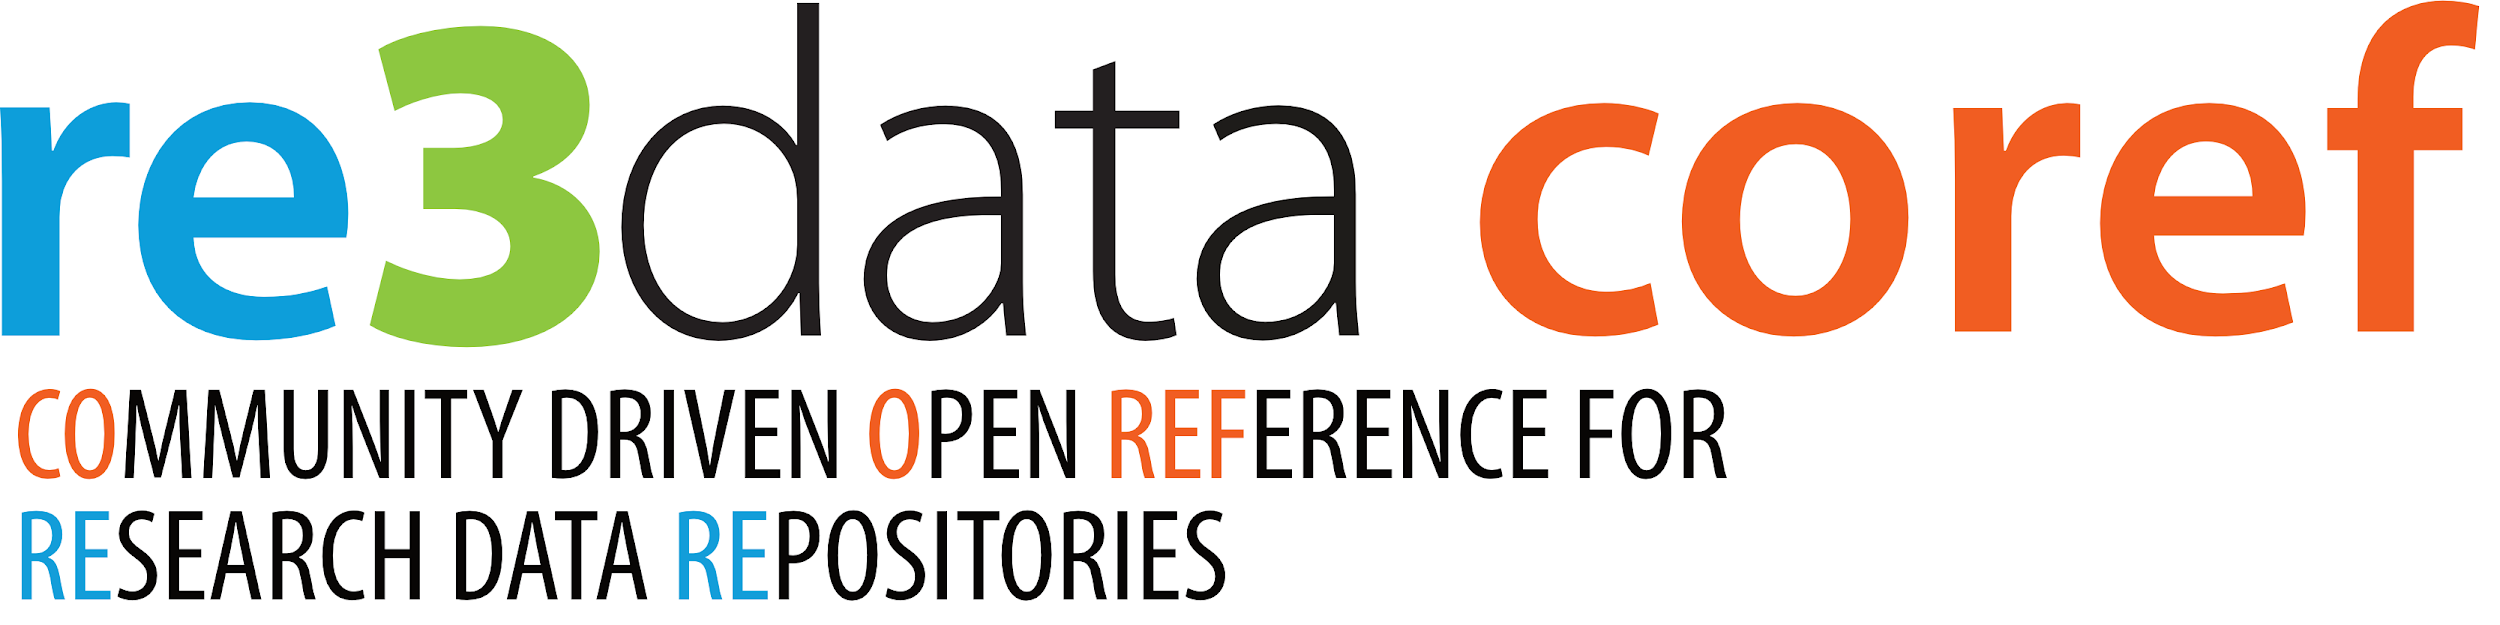 re3data coref
COMMUNITY DRIVEN OPEN REFERENCE FOR
RESEARCH DATA REPOSITORIES